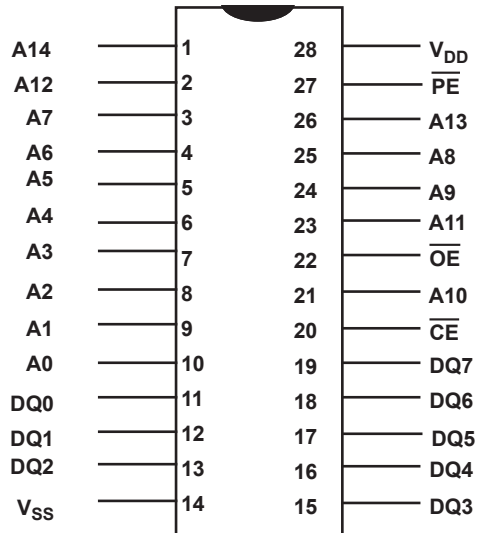 A14 1 28 VDD
A12 2 27 PE
A7 3 26 A13
A6 4 25 A8
A5 5 24 A9
A4 6 23 A11
A3 7 22 OE
A2 8 21 A10
A1 9 20 CE
A0 10 19 DQ7
DQ0 11 18 DQ6
DQ1 12 17 DQ5
DQ2 13 16 DQ4
VSS 14 15 DQ3